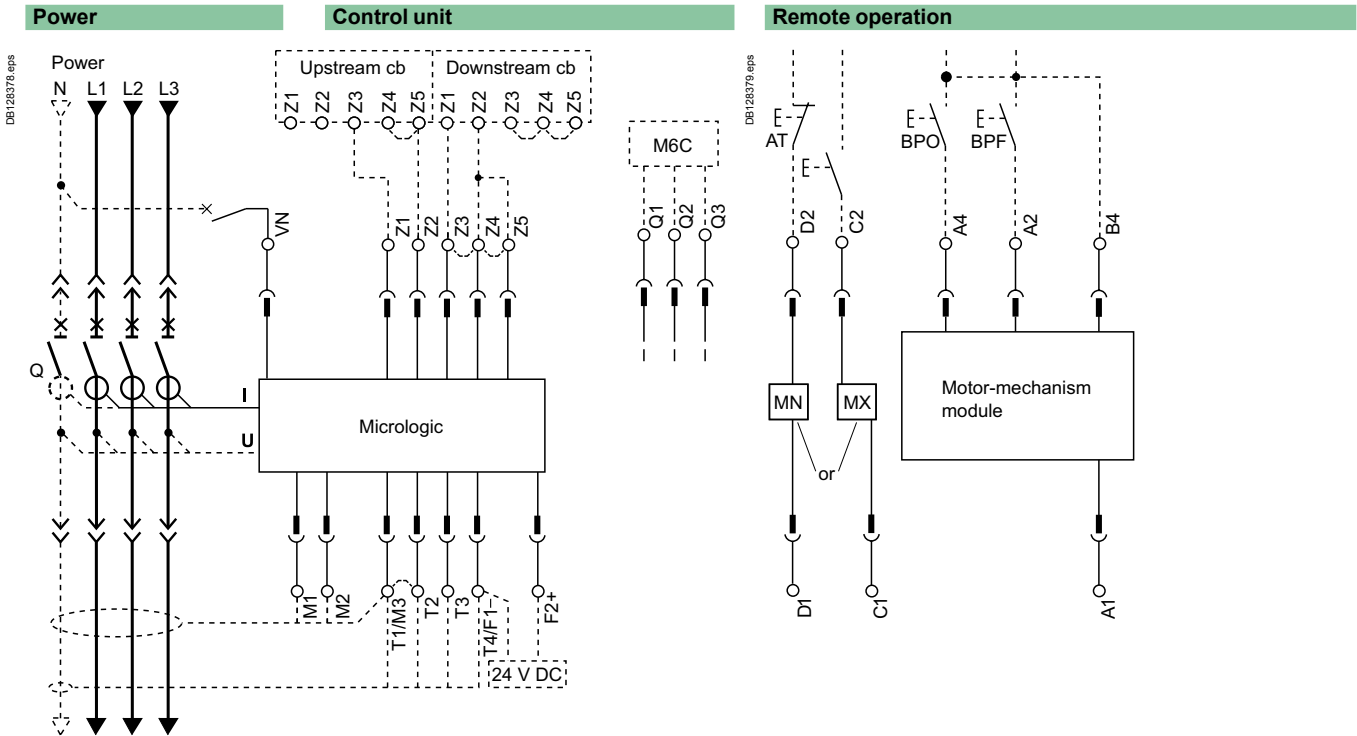 Power
Control unit
Remote operation
DB128378.eps
Power
N L1 L2 L3
Upstream cb
Downstream cb
Z1 Z2 Z3 Z4 Z5
Z1 Z2 Z3 Z4 Z5
DB128379.eps
M6C
AT
BPO
BPF
VN
Z1 Z2 Z3 Z4 Z5
Q1 Q2 Q3
D2 C2
A4 A2 B4
Q
I
U
Micrologic
MN
MX
or
Motor-mechanism
module
M1 M2 T1/M3 T2 T3 T4/F1– F2+
D1 C1 A1
24 V DC